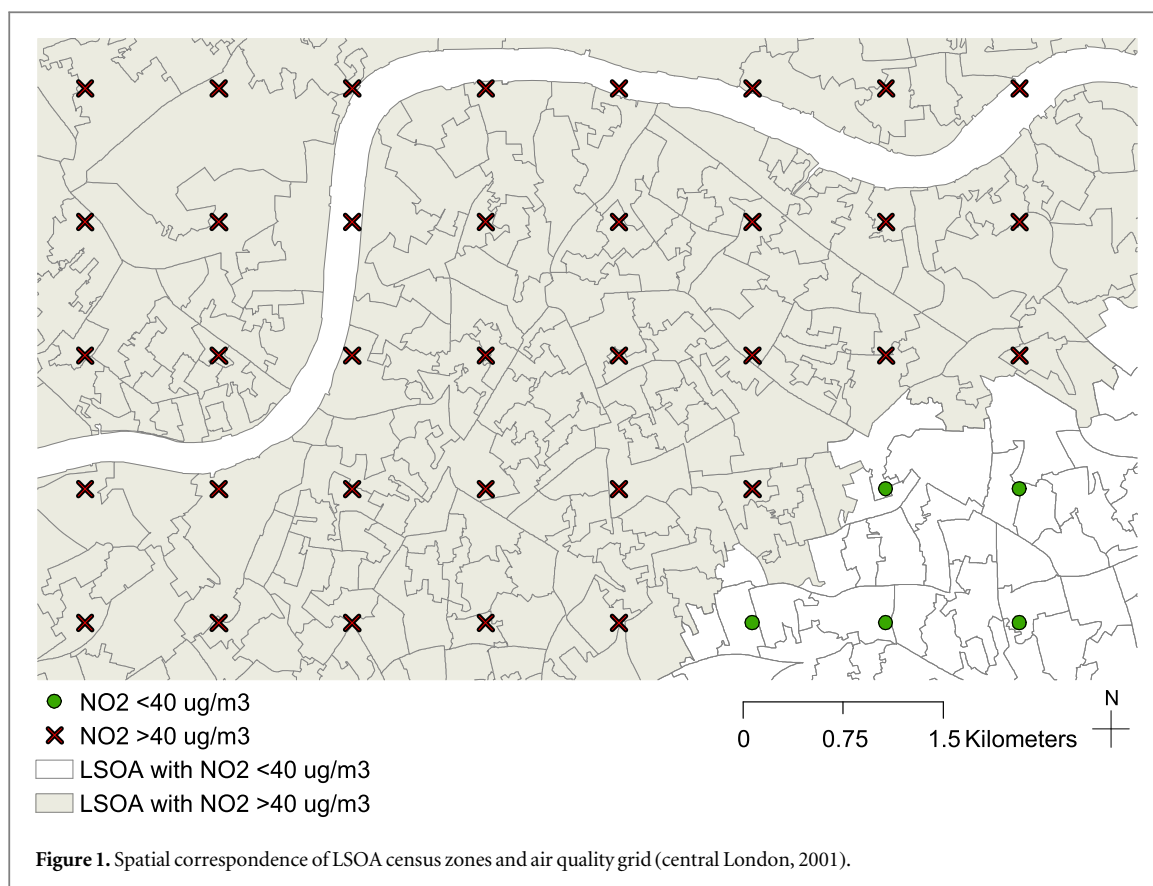 NO2 <40 ug/m3
NO2 >40 ug/m3
LSOA with NO2 <40 ug/m3
LSOA with NO2 >40 ug/m3
0 0.75 1.5 Kilometers
N
Figure 1. Spatial correspondence of LSOA census zones and air quality grid (central London, 2001).